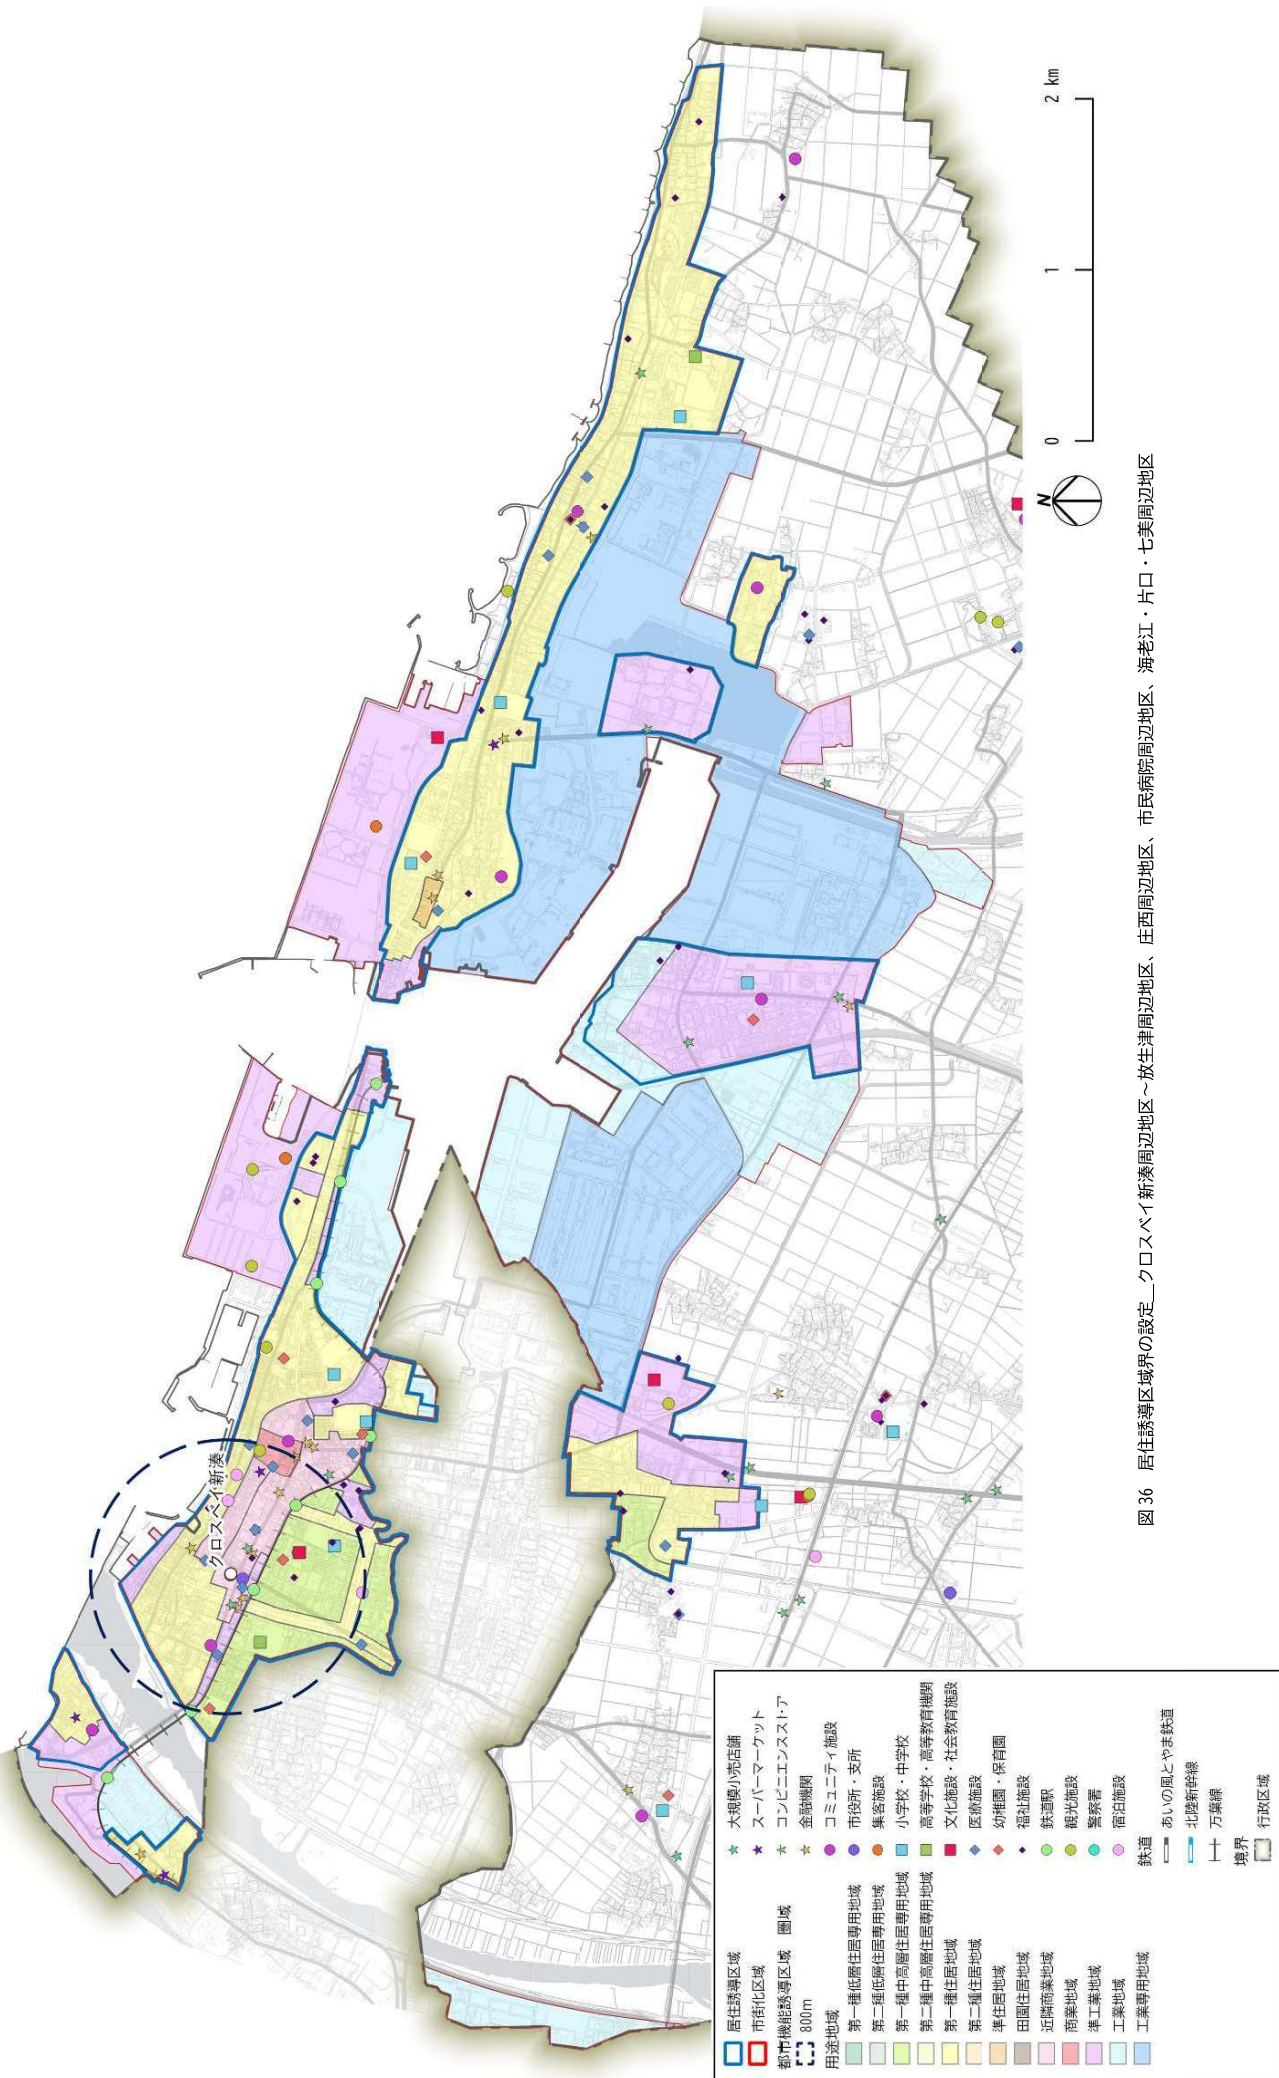 クロスベイ新湊
N
0
1
2 km
図 36 居住誘導区域界の設定__クロスベイ新湊周辺地区～放生津周辺地区、庄西周辺地区、市民病院周辺地区、海老江・片口・七美周辺地区
居住誘導区域
市街化区域
都市機能誘導区域 圏域
800m
用途地域
第一種低層住居専用地域
第二種低層住居専用地域
第一種中高層住居専用地域
第二種中高層住居専用地域
第一種住居地域
第二種住居地域
準住居地域
田園住居地域
近隣商業地域
商業地域
準工業地域
工業地域
工業専用地域
大規模小売店舗
スーパーマーケット
コンビニエンスストア
金融機関
コミュニティ施設
市役所・支所
集客施設
小学校・中学校
高等学校・高等教育機関
文化施設・社会教育施設
医療施設
幼稚園・保育園
福祉施設
鉄道駅
観光施設
警察署
宿泊施設
鉄道
あいの風とやま鉄道
北陸新幹線
万葉線
境界
行政区域